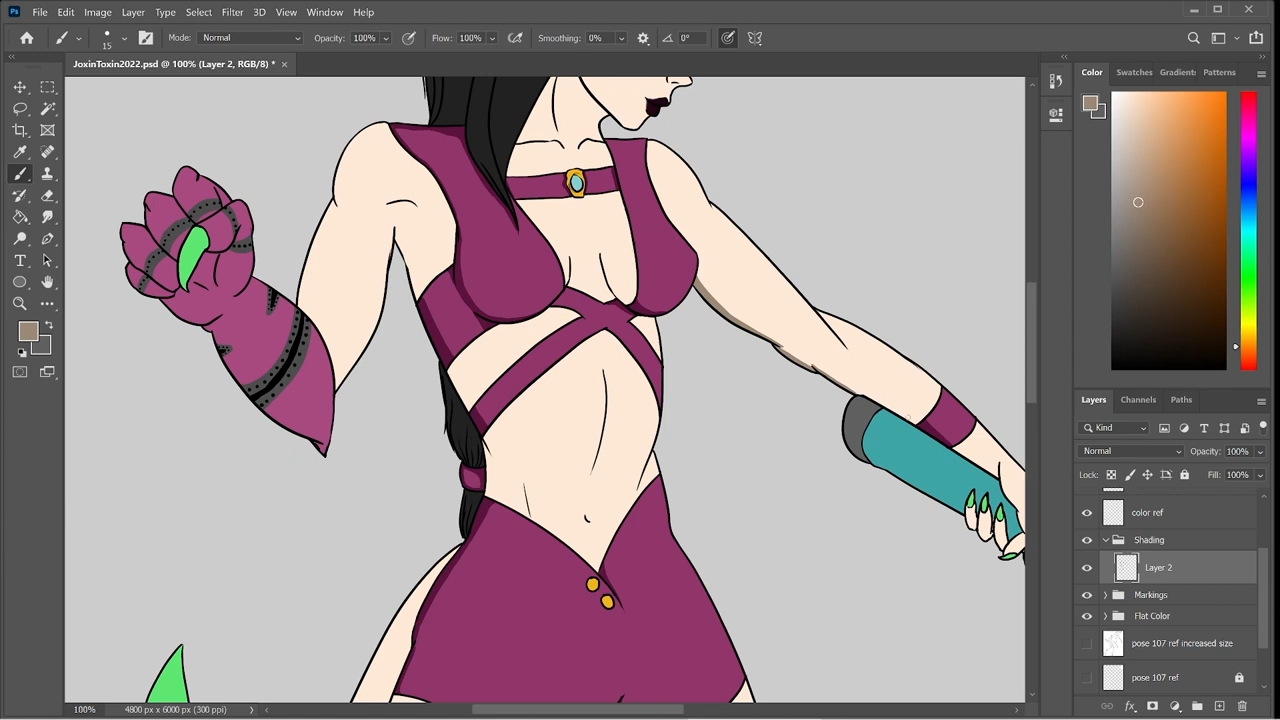 Ps File Edit Image Layer Type Select Filter 3D View Window Help
15 Mode: Normal Opacity: 100% Flow: 100% Smoothing: 0% 0°
JoxinToxin2022.psd @ 100% (Layer 2, RGB/8) *
Color Swatches Gradients Patterns
Layers Channels Paths
Kind
Normal Opacity: 100%
Lock: Fill: 100%
color ref
Shading
Layer 2
Markings
Flat Color
pose 107 ref increased size
pose 107 ref
100% 4800 px x 6000 px (300 ppi)
fx